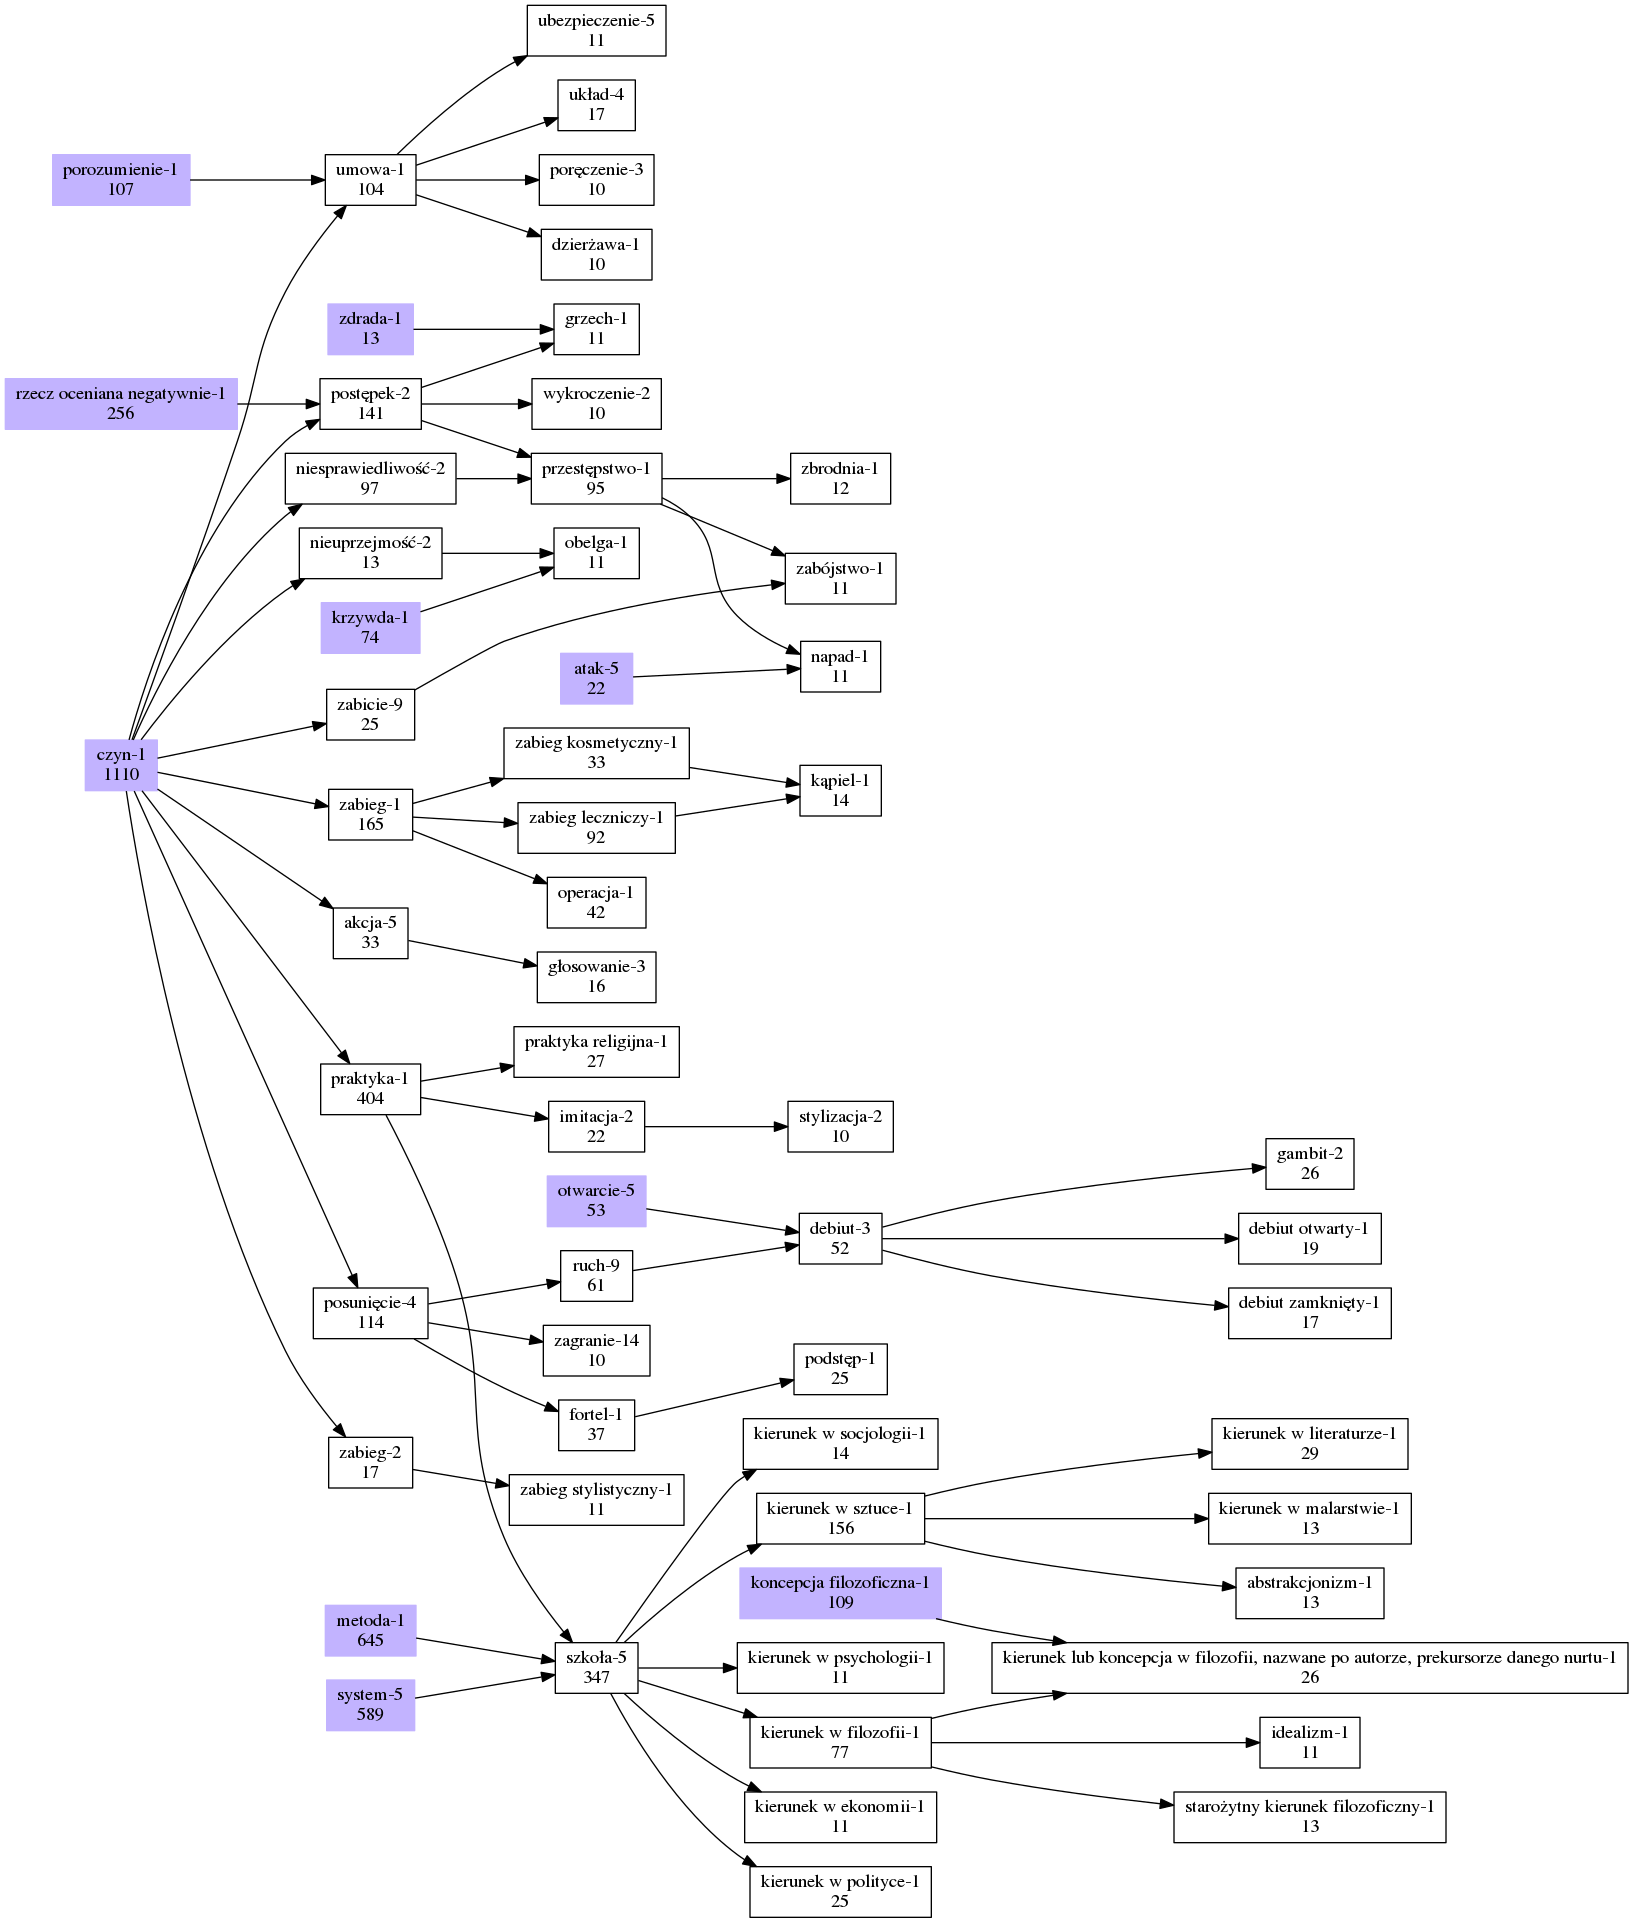 ubezpieczenie-5
11
układ-4
17
porozumienie-1
107
umowa-1
104
poręczenie-3
10
dzierżawa-1
10
zdrada-1
13
grzech-1
11
rzecz oceniana negatywnie-1
256
postępek-2
141
wykroczenie-2
10
niesprawiedliwość-2
97
przestępstwo-1
95
zbrodnia-1
12
nieuprzejmość-2
13
obelga-1
11
zabójstwo-1
11
krzywda-1
74
atak-5
22
napad-1
11
zabicie-9
25
czyn-1
1110
zabieg kosmetyczny-1
33
kąpiel-1
14
zabieg-1
165
zabieg leczniczy-1
92
operacja-1
42
akcja-5
33
głosowanie-3
16
praktyka religijna-1
27
praktyka-1
404
imitacja-2
22
stylizacja-2
10
gambit-2
26
otwarcie-5
53
debiut-3
52
debiut otwarty-1
19
ruch-9
61
posunięcie-4
114
debiut zamknięty-1
17
zagranie-14
10
podstęp-1
25
fortel-1
37
kierunek w socjologii-1
14
kierunek w literaturze-1
29
zabieg-2
17
zabieg stylistyczny-1
11
kierunek w sztuce-1
156
kierunek w malarstwie-1
13
koncepcja filozoficzna-1
109
abstrakcjonizm-1
13
metoda-1
645
szkoła-5
347
kierunek w psychologii-1
11
kierunek lub koncepcja w filozofii, nazwane po autorze, prekursorze danego nurtu-1
26
system-5
589
kierunek w filozofii-1
77
idealizm-1
11
kierunek w ekonomii-1
11
starożytny kierunek filozoficzny-1
13
kierunek w polityce-1
25